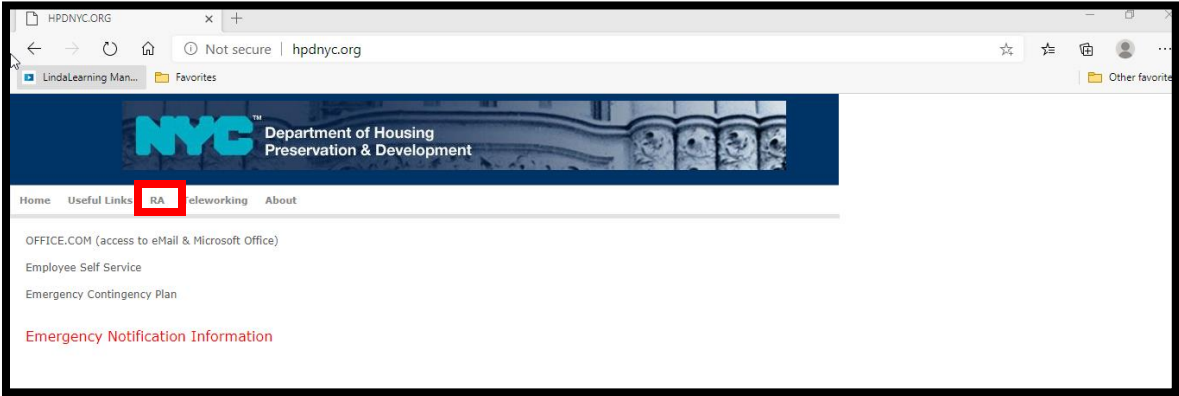 HPDNYC.ORG
Not secure | hpdnyc.org
LindaLearning Man... Favorites Other favorite
NYC™ Department of Housing
Preservation & Development
Home Useful Links RA Teleworking About
OFFICE.COM (access to eMail & Microsoft Office)
Employee Self Service
Emergency Contingency Plan
Emergency Notification Information